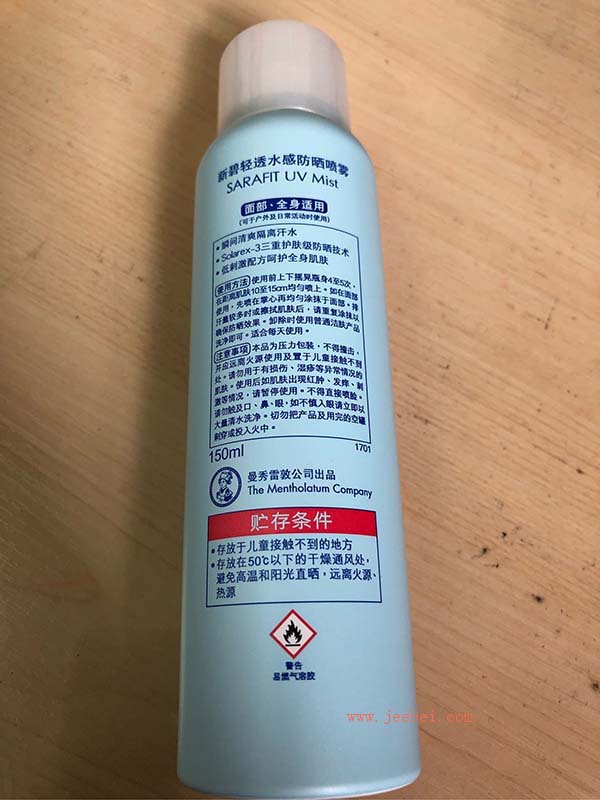 新碧轻透水感防晒喷雾
SARAFIT UV Mist
面部·全身适用
(可于户外及日常活动时使用)
•瞬间清爽隔离汗水
•Solarex-3三重护肤级防晒技术
•低刺激配方呵护全身肌肤
使用方法 使用前上下摇晃瓶身4至5次,
在距离肌肤10至15cm均匀喷上。如在面部
使用,先喷在掌心再均匀涂抹于面部。排
汗量较多时或擦拭肌肤后,请重复涂抹以
确保防晒效果。卸除时使用普通洁肤产品
洗净即可。适合每天使用。
注意事项 本品为压力包装,不得撞击,
并应远离火源使用及置于儿童接触不到
处。请勿用于有损伤、湿疹等异常情况的
肌肤。使用后如肌肤出现红肿、发痒、刺
激等情况,请暂停使用。不得直接喷脸。
请勿触及口、鼻、眼,如不慎入眼请立即以
大量清水洗净。切勿把产品及用完的空罐
刺穿或投入火中。
150ml 1701
曼秀雷敦公司出品
The Mentholatum Company
贮存条件
•存放于儿童接触不到的地方
•存放在50℃以下的干燥通风处,
避免高温和阳光直晒,远离火源、
热源
警告
易燃气溶胶
www.jeenei.com